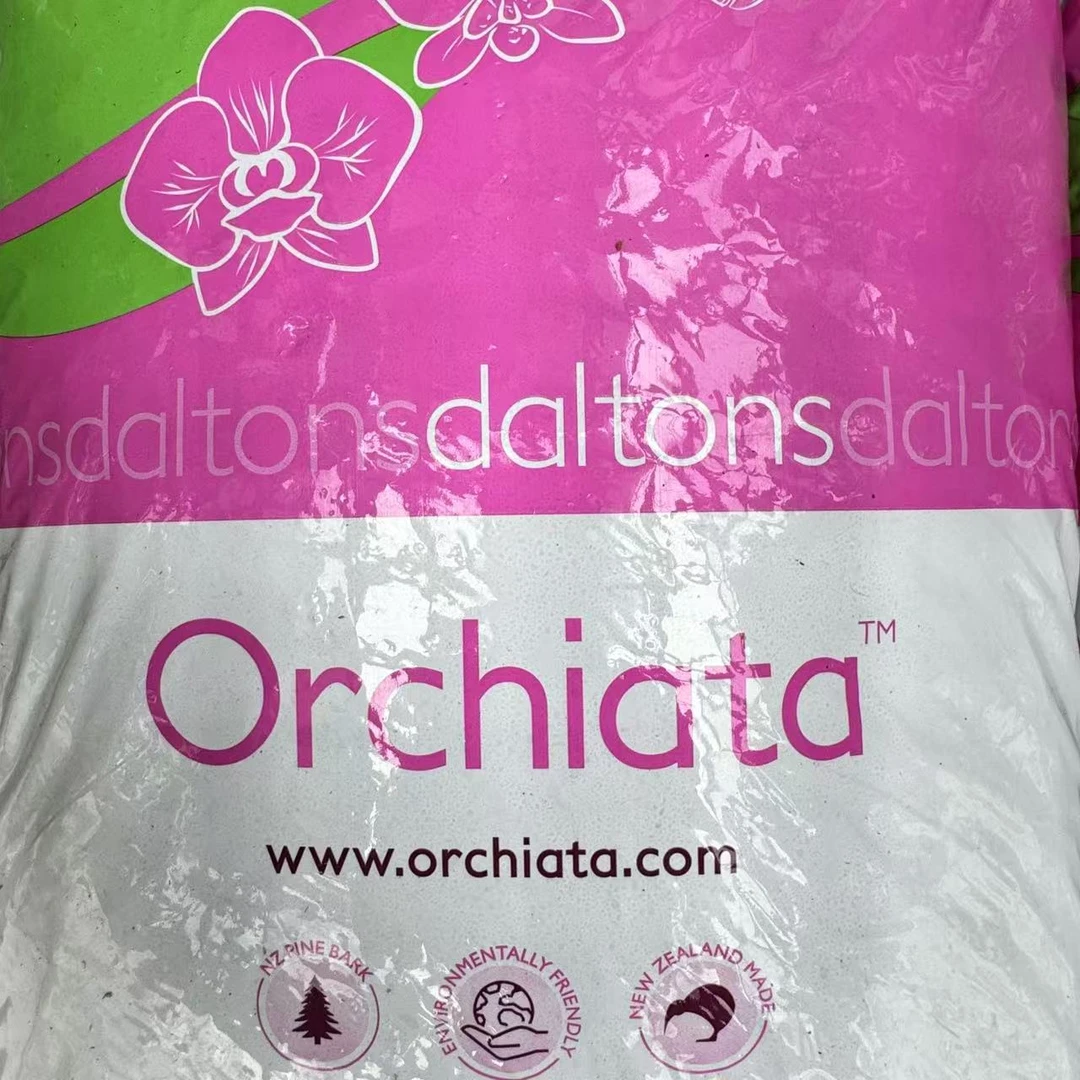 nsdaltonsdaltonsdalton
Orchiata™
www.orchiata.com
NZ PINE BARK
ENVIRONMENTALLY FRIENDLY
NEW ZEALAND MADE